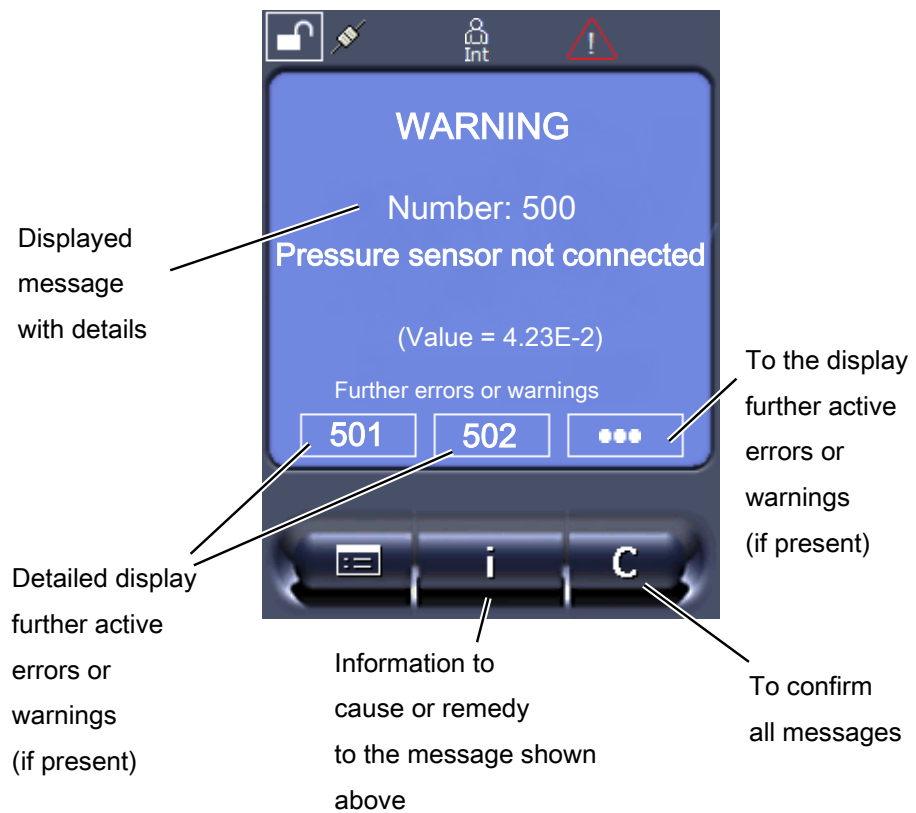 Int
!
WARNING
Number: 500
Pressure sensor not connected
(Value = 4.23E-2)
Further errors or warnings
501
502
i
C
Displayed
message
with details
To the display
further active
errors or
warnings
(if present)
Detailed display
further active
errors or
warnings
(if present)
Information to
cause or remedy
to the message shown
above
To confirm
all messages